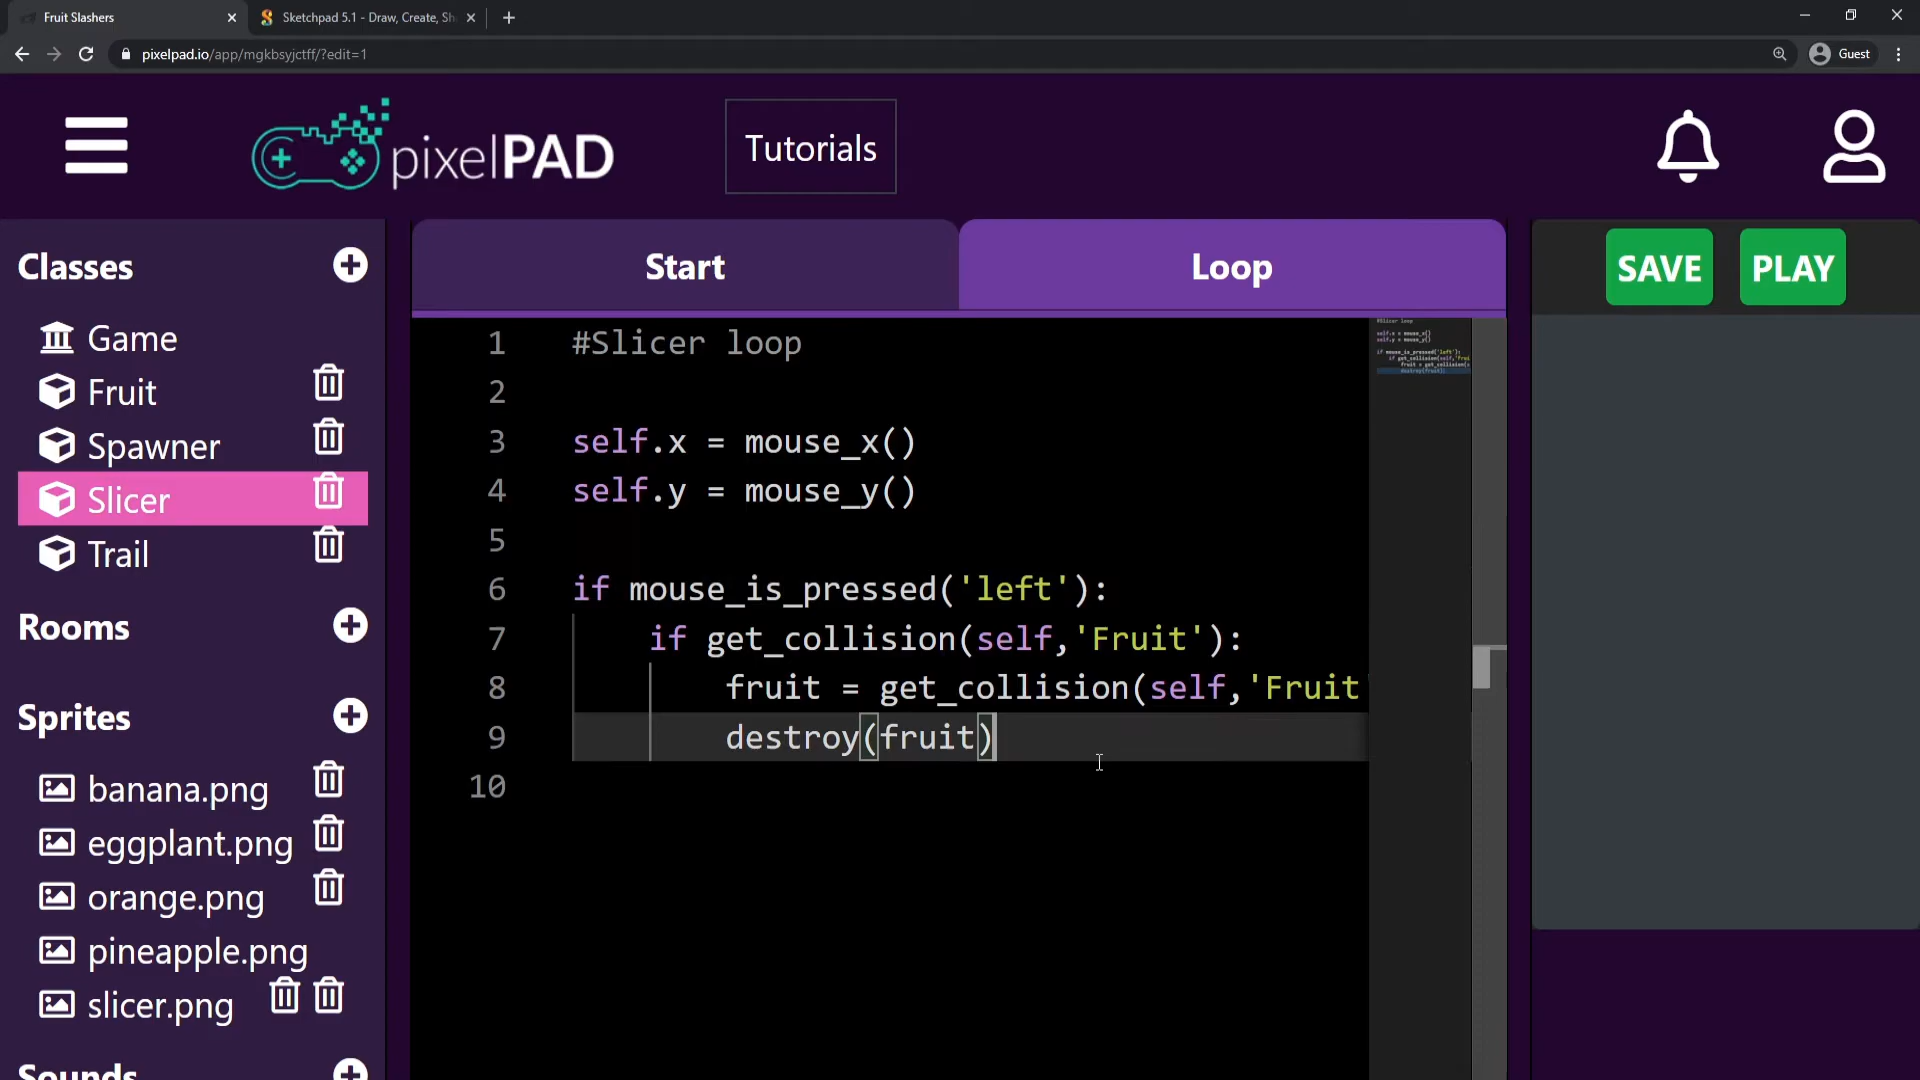 Fruit Slashers
Sketchpad 5.1 - Draw, Create, Sh
pixelpad.io/app/mgkbsyjctff/?edit=1
Guest
pixelPAD
Tutorials
Classes
Game
Fruit
Spawner
Slicer
Trail
Rooms
Sprites
banana.png
eggplant.png
orange.png
pineapple.png
slicer.png
Sounds
Start
Loop
1 #Slicer loop
2
3 self.x = mouse_x()
4 self.y = mouse_y()
5
6 if mouse_is_pressed('left'):
7 if get_collision(self,'Fruit'):
8 fruit = get_collision(self,'Fruit'
9 destroy(fruit)
10
SAVE
PLAY